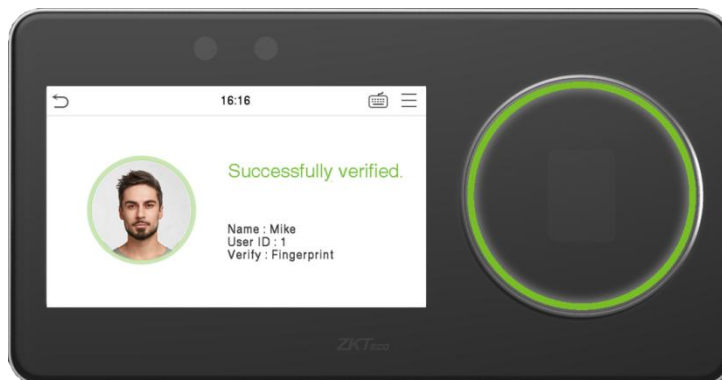 16:16
Successfully verified.
Name : Mike
User ID : 1
Verify : Fingerprint
ZKTeco